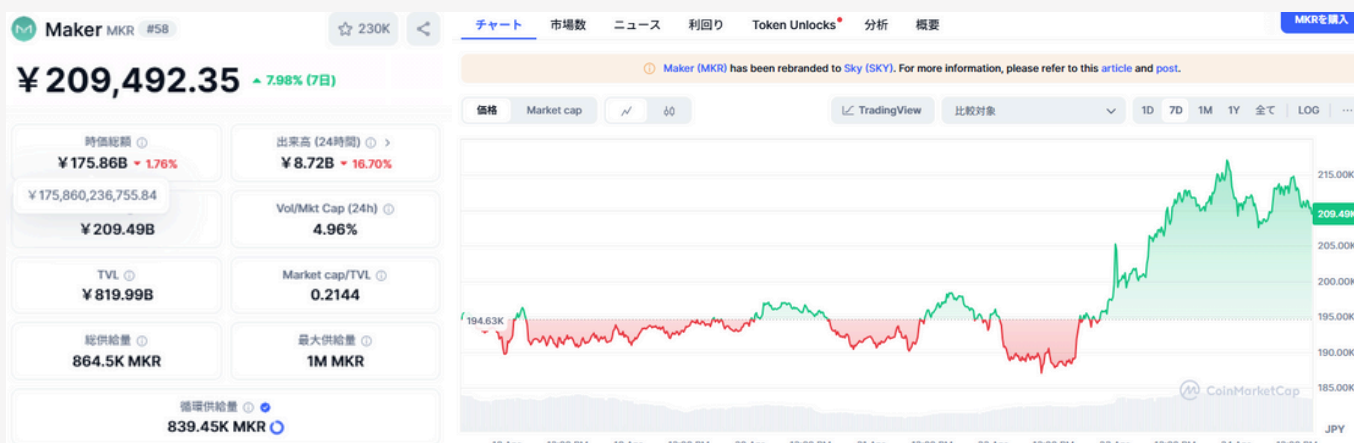 Maker MKR #58
230K
¥209,492.35 7.98% (7日)
時価総額
¥175.86B 1.76%
出来高 (24時間)
¥8.72B 16.70%
¥175,860,236,755.84
¥209.49B
Vol/Mkt Cap (24h)
4.96%
TVL
¥819.99B
Market cap/TVL
0.2144
総供給量
864.5K MKR
最大供給量
1M MKR
循環供給量
839.45K MKR
チャート 市場数 ニュース 利回り Token Unlocks 分析 概要
MKRを購入
Maker (MKR) has been rebranded to Sky (SKY). For more information, please refer to this article and post.
価格 Market cap
TradingView 比較対象 1D 7D 1M 1Y 全て LOG
215.00K
209.49K
205.00K
200.00K
195.00K
190.00K
185.00K
194.63K
CoinMarketCap
JPY